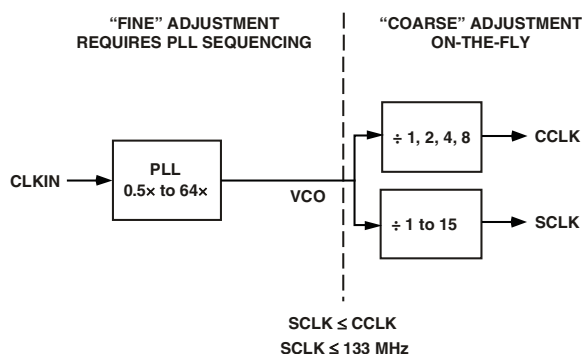 “FINE” ADJUSTMENT
REQUIRES PLL SEQUENCING
“COARSE” ADJUSTMENT
ON-THE-FLY
CLKIN
PLL
0.5× to 64×
VCO
÷ 1, 2, 4, 8
CCLK
÷ 1 to 15
SCLK
SCLK ≤ CCLK
SCLK ≤ 133 MHz